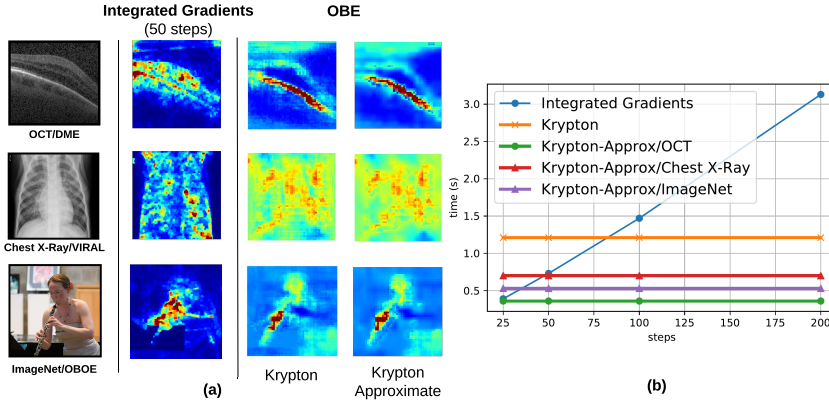 Integrated Gradients
(50 steps)
OBE
OCT/DME
Chest X-Ray/VIRAL
ImageNet/OBOE
Krypton
Krypton
Approximate
(a)
Integrated Gradients
Krypton
Krypton-Approx/OCT
Krypton-Approx/Chest X-Ray
Krypton-Approx/ImageNet
time (s)
3.0
2.5
2.0
1.5
1.0
0.5
25 50 75 100 125 150 175 200
steps
(b)